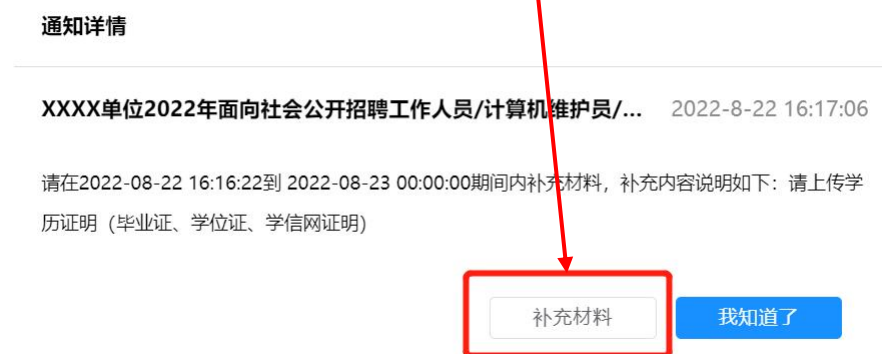 通知详情
XXXX单位2022年面向社会公开招聘工作人员/计算机维护员/... 2022-8-22 16:17:06
请在2022-08-22 16:16:22到 2022-08-23 00:00:00期间内补充材料，补充内容说明如下：请上传学
历证明（毕业证、学位证、学信网证明）
补充材料 我知道了